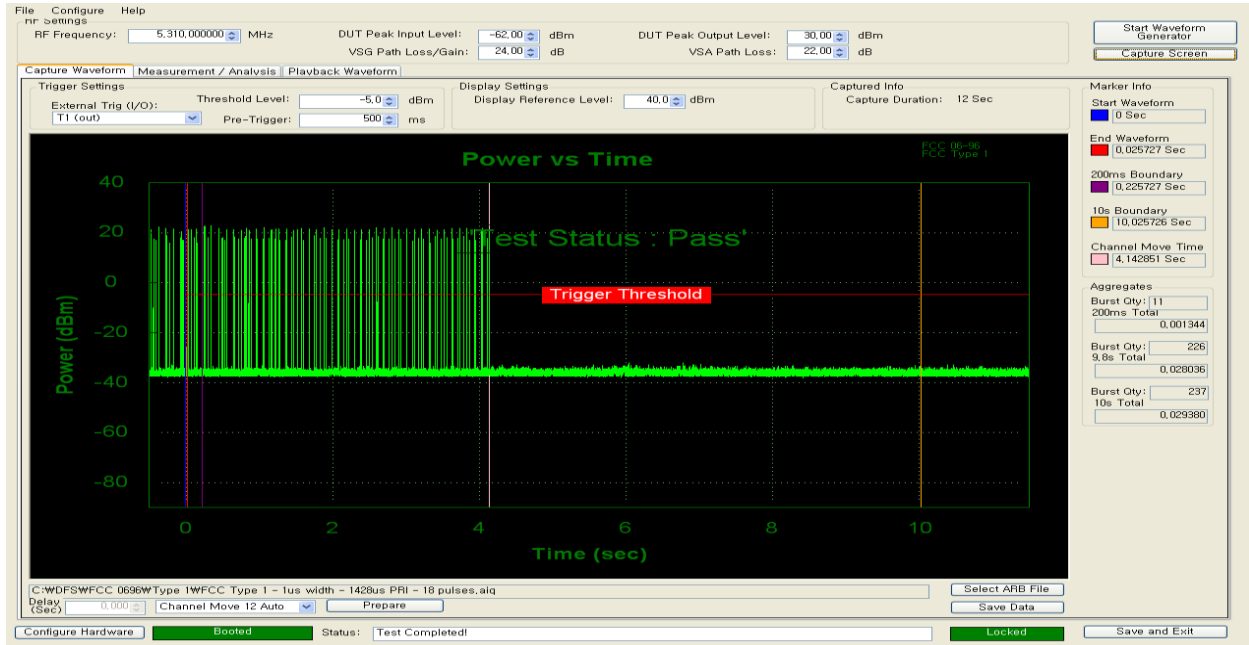 File Configure Help
RF Settings
RF Frequency: 5,310,000000 MHz
DUT Peak Input Level: -62,00 dBm
DUT Peak Output Level: 30,00 dBm
VSG Path Loss/Gain: 24,00 dB
VSA Path Loss: 22,00 dB
Start Waveform Generator
Capture Screen
Capture Waveform Measurement / Analysis Playback Waveform
Trigger Settings
External Trig (I/O):
T1 (out)
Threshold Level: -5,0 dBm
Pre-Trigger: 500 ms
Display Settings
Display Reference Level: 40,0 dBm
Captured Info
Capture Duration: 12 Sec
Marker Info
Start Waveform
0 Sec
End Waveform
0,025727 Sec
200ms Boundary
0,225727 Sec
10s Boundary
10,025726 Sec
Channel Move Time
4,142851 Sec
Aggregates
Burst Qty: 11
200ms Total
0,001344
Burst Qty: 226
9,8s Total
0,028036
Burst Qty: 237
10s Total
0,029380
FCC 06-96
FCC Type 1
Power vs Time
'Test Status : Pass'
Trigger Threshold
Power (dBm)
40
20
0
-20
-40
-60
-80
0 2 4 6 8 10
Time (sec)
C:₩DFS₩FCC 0696₩Type 1₩FCC Type 1 - 1us width - 1428us PRI - 18 pulses.aiq
Select ARB File
Delay (Sec) 0,000
Channel Move 12 Auto
Prepare
Save Data
Configure Hardware
Booted
Status: Test Completed!
Locked
Save and Exit